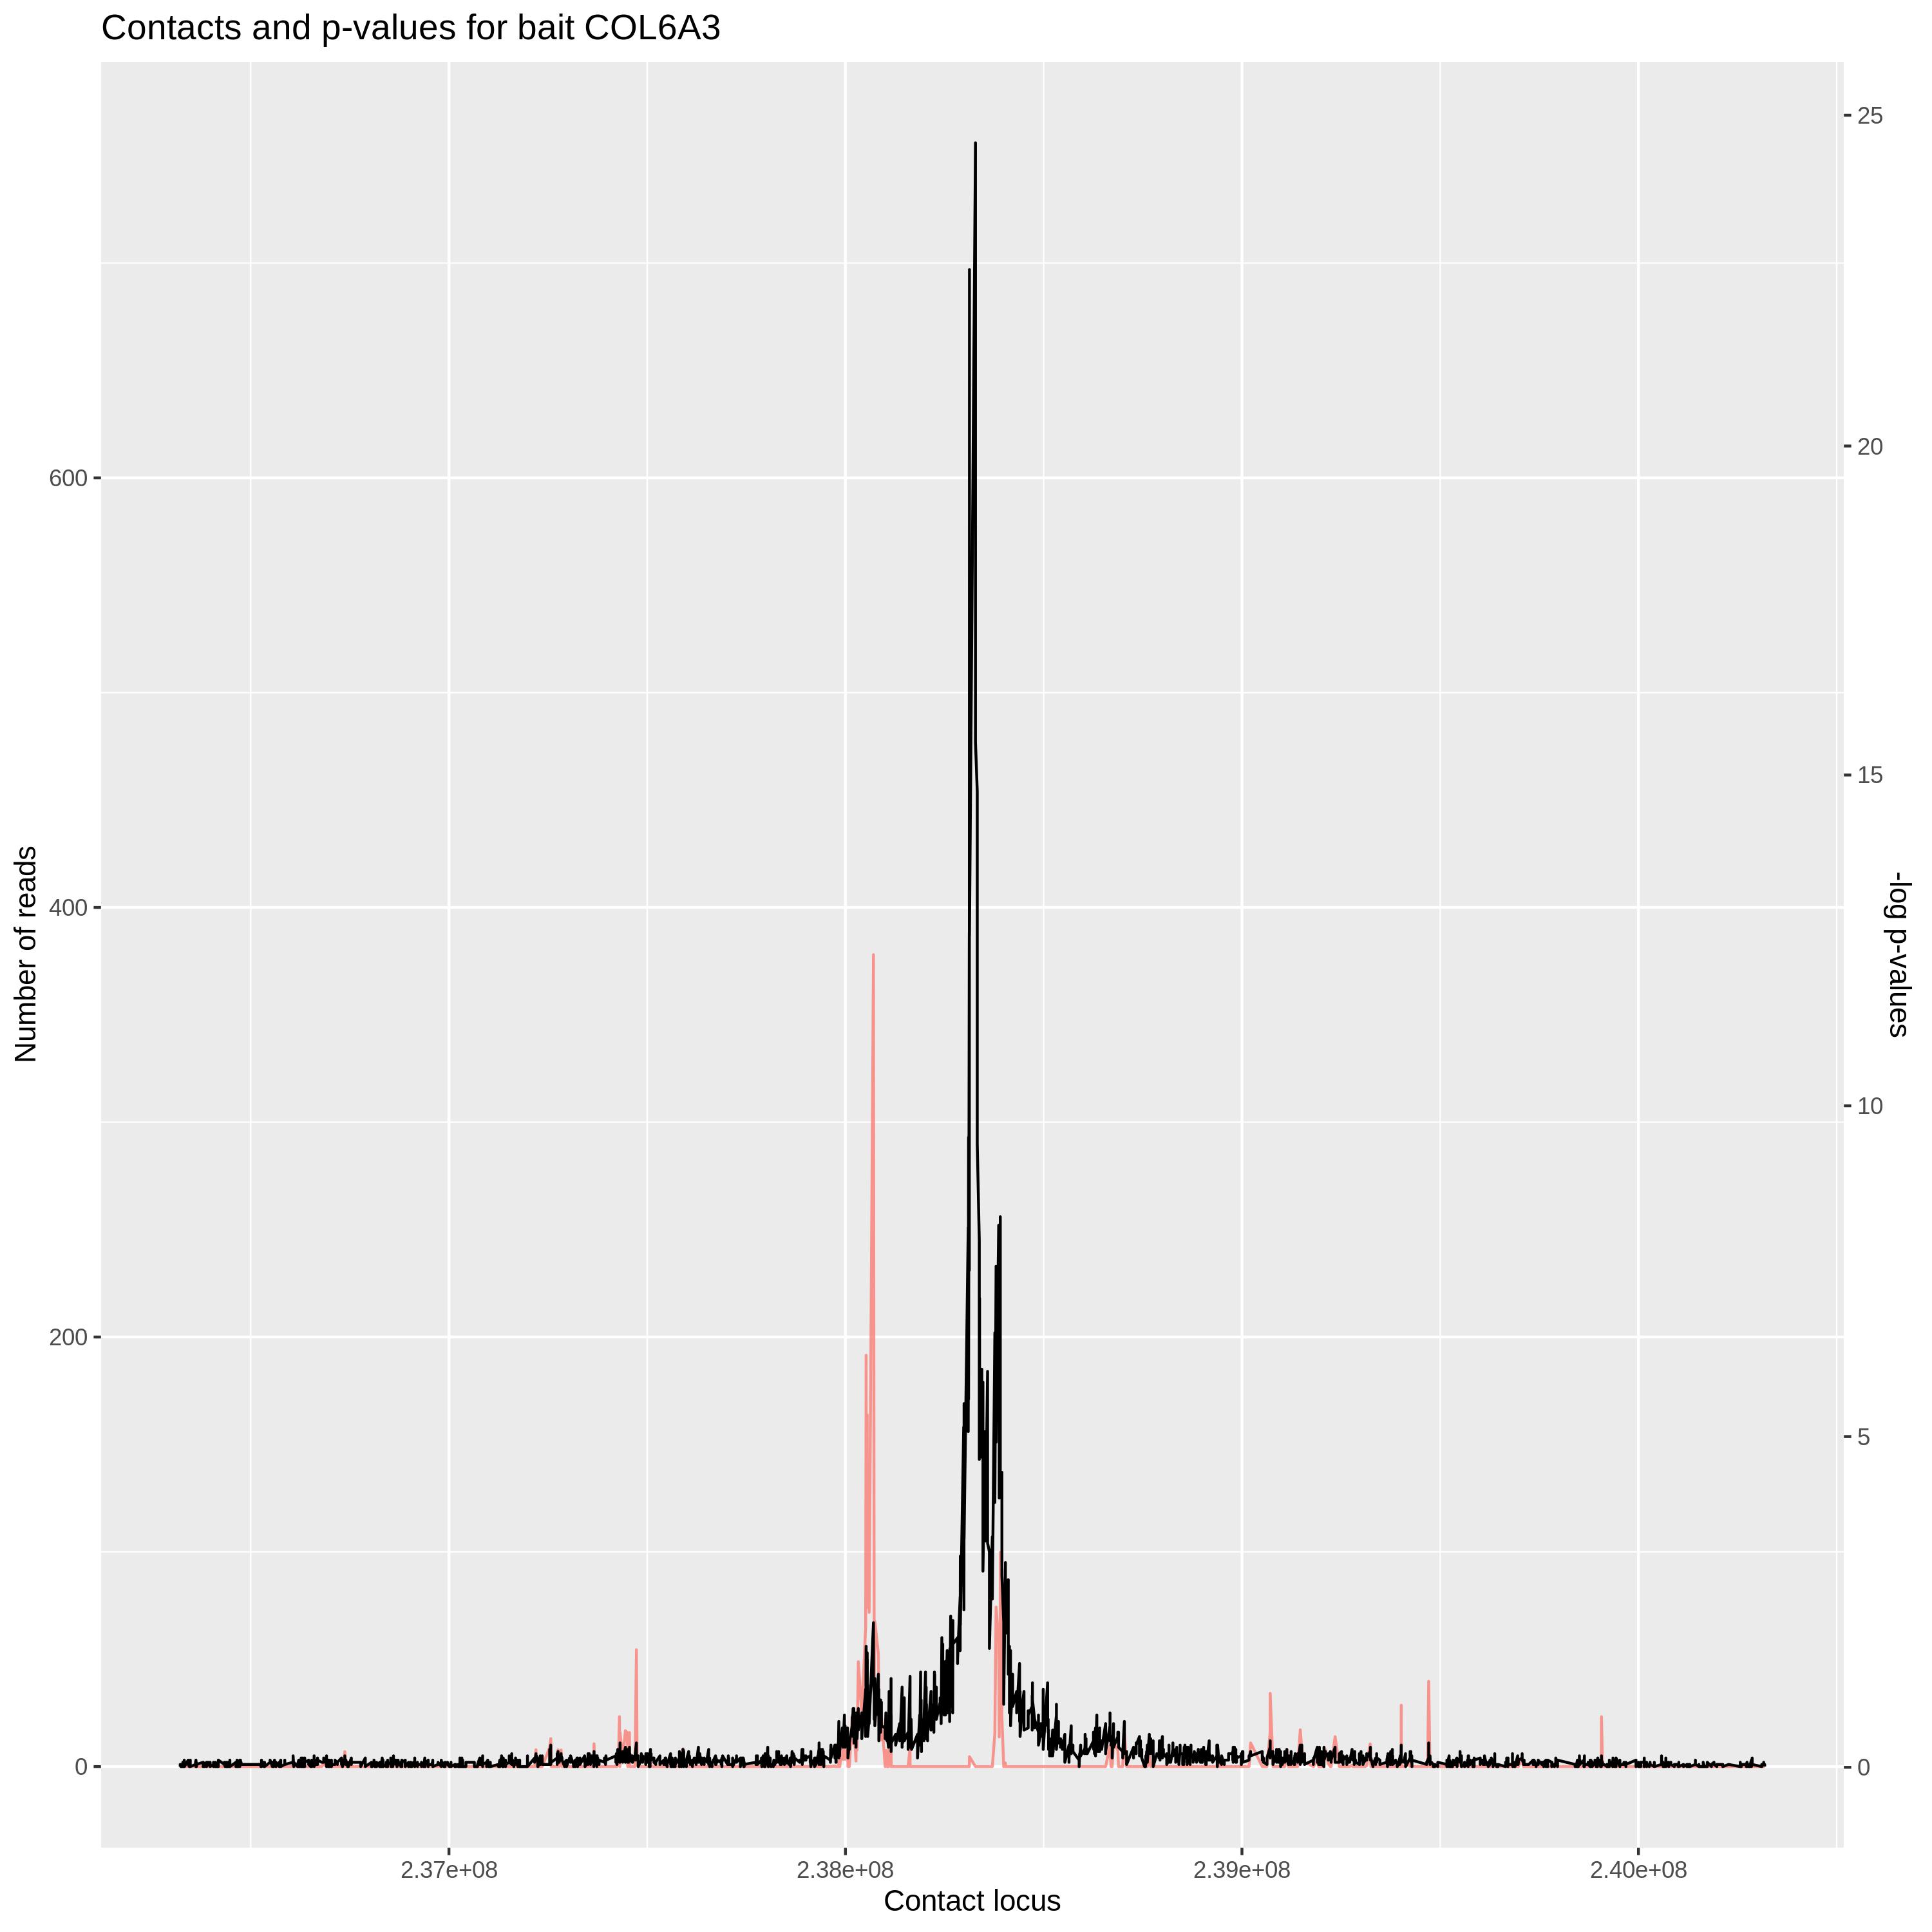 Contacts and p-values for bait COL6A3
Number of reads
600
400
200
0
25
20
15
10
5
0
-log p-values
2.37e+08 2.38e+08 2.39e+08 2.40e+08
Contact locus